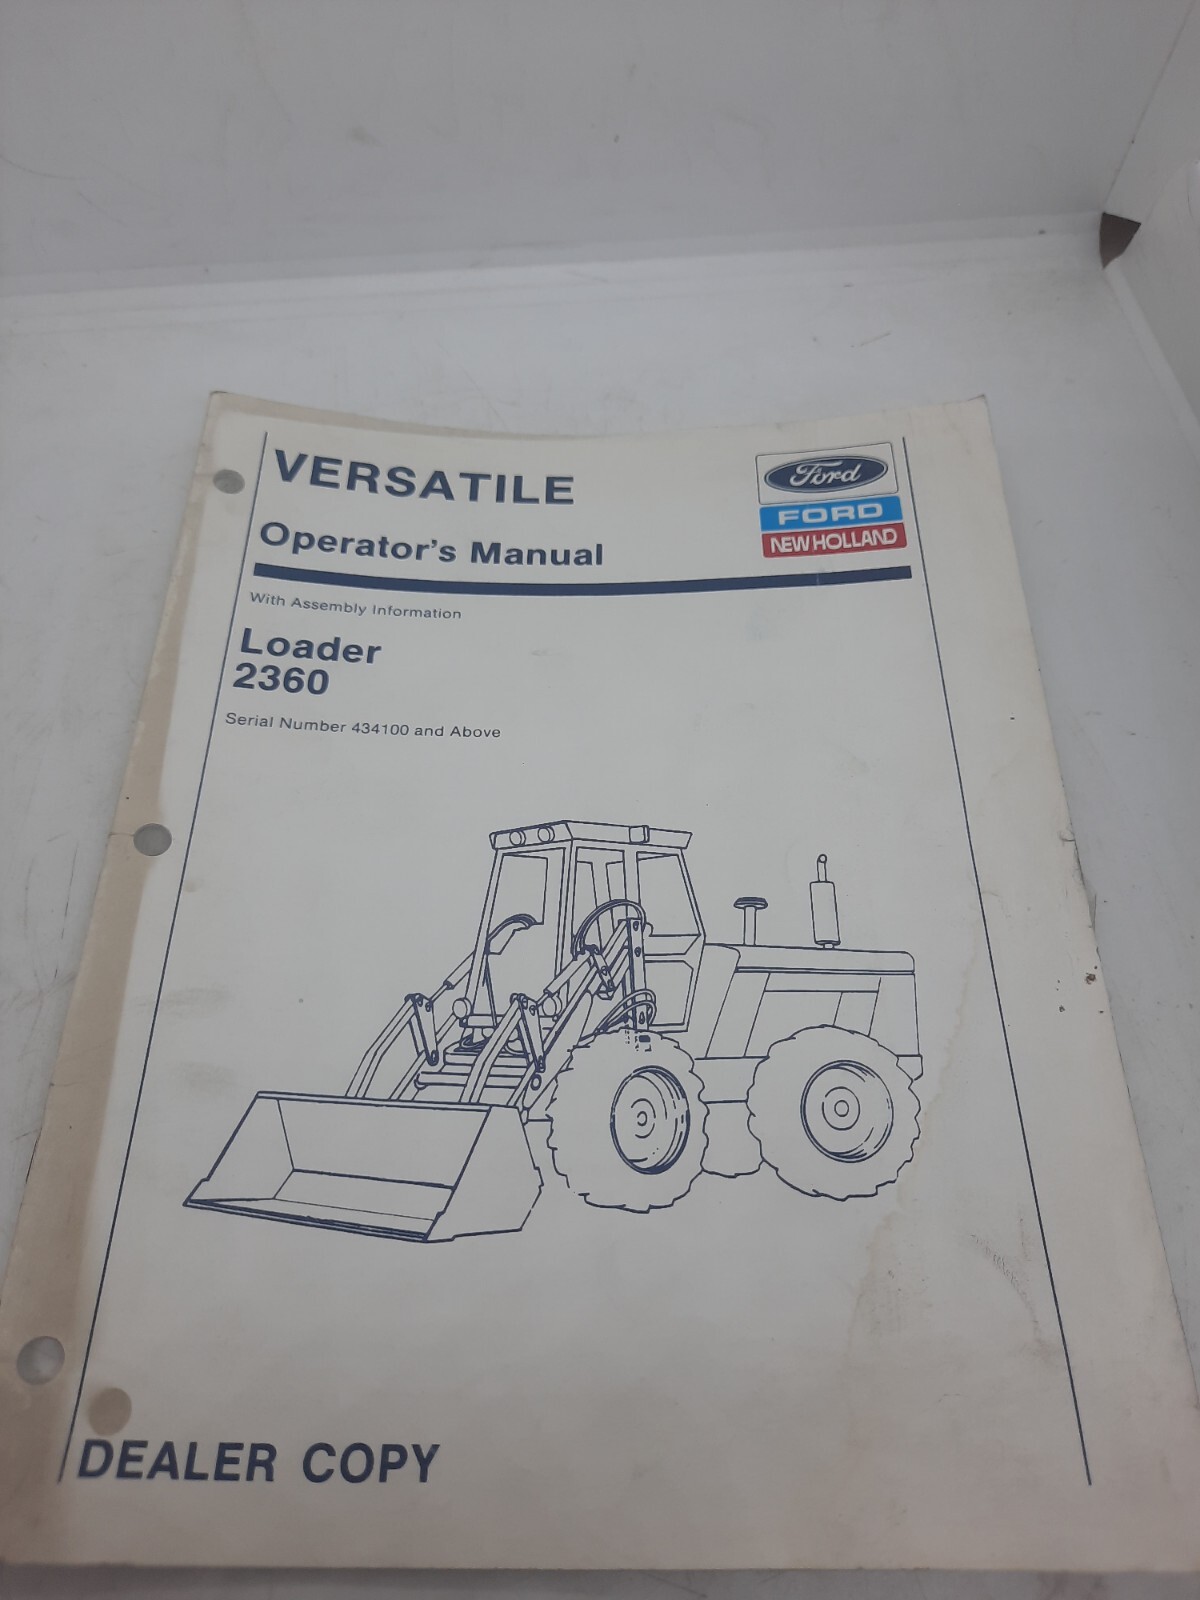 VERSATILE
Ford
FORD
NEW HOLLAND
Operator's Manual
With Assembly Information
Loader
2360
Serial Number 434100 and Above
DEALER COPY